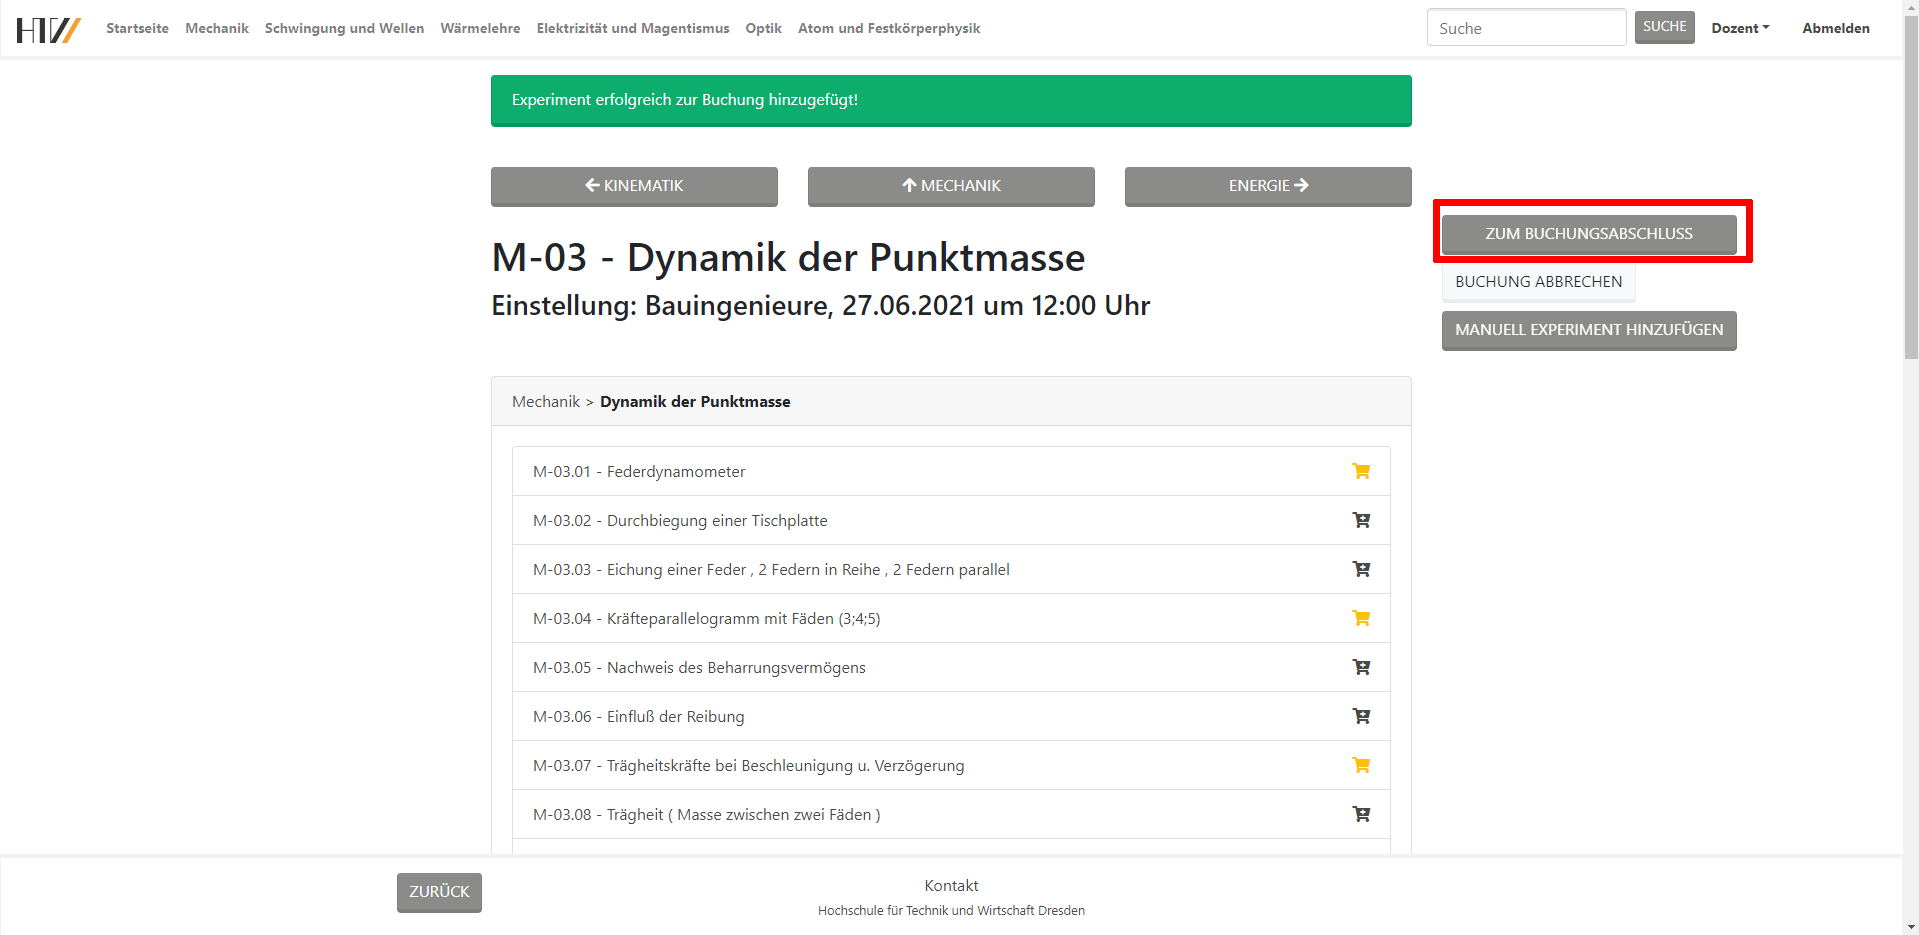 HTW Startseite Mechanik Schwingung und Wellen Wärmelehre Elektrizität und Magentismus Optik Atom und Festkörperphysik Suche SUCHE Dozent Abmelden
Experiment erfolgreich zur Buchung hinzugefügt!
KINEMATIK MECHANIK ENERGIE
ZUM BUCHUNGSABSCHLUSS
M-03 - Dynamik der Punktmasse
BUCHUNG ABBRECHEN
Einstellung: Bauingenieure, 27.06.2021 um 12:00 Uhr
MANUELL EXPERIMENT HINZUFÜGEN
Mechanik > Dynamik der Punktmasse
M-03.01 - Federdynamometer
M-03.02 - Durchbiegung einer Tischplatte
M-03.03 - Eichung einer Feder , 2 Federn in Reihe , 2 Federn parallel
M-03.04 - Kräfteparallelogramm mit Fäden (3;4;5)
M-03.05 - Nachweis des Beharrungsvermögens
M-03.06 - Einfluß der Reibung
M-03.07 - Trägheitskräfte bei Beschleunigung u. Verzögerung
M-03.08 - Trägheit ( Masse zwischen zwei Fäden )
ZURÜCK
Kontakt
Hochschule für Technik und Wirtschaft Dresden